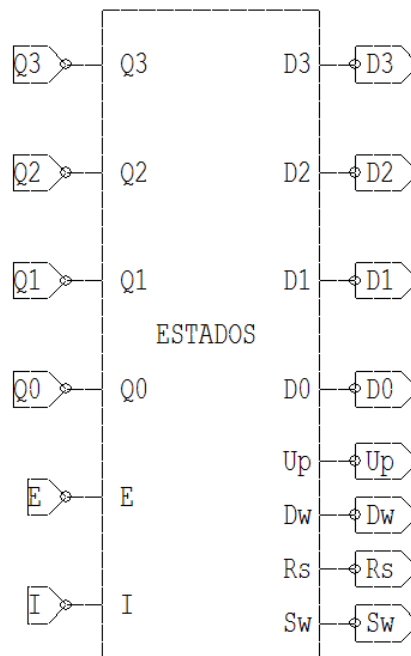 Q3 Q3 D3 D3
Q2 Q2 D2 D2
Q1 Q1 D1 D1
ESTADOS
Q0 Q0 D0 D0
Up Up
E E Dw Dw
Rs Rs
I I Sw Sw